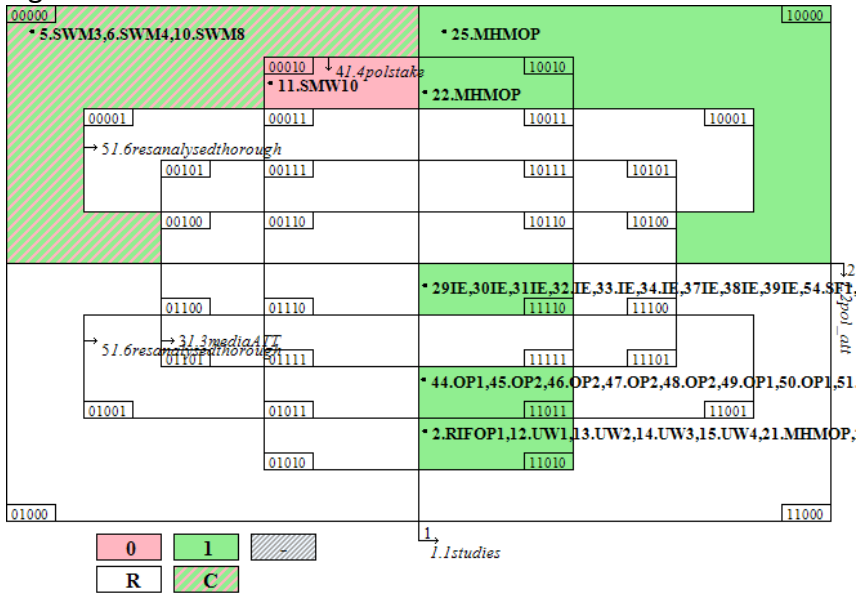 00000 10000
5.SWM3,6.SWM4,10.SWM8 25.MHMOP
00010 41.4polstake 10010
11.SMW10 22.MHMOP
00001 00011 10011 10001
51.6resanalysedthorough
00101 00111 10111 10101
00100 00110 10110 10100
29IE,30IE,31IE,32.IE,33.IE,34.IE,37IE,38IE,39IE,54.SF1,
01100 01110 11110 11100
31.3mediaATT
51.6resanalysedthorough
01101 01111 11111 11101
44.OP1,45.OP2,46.OP2,47.OP2,48.OP2,49.OP1,50.OP1,51.
01001 01011 11011 11001
2.RIFOP1,12.UW1,13.UW2,14.UW3,15.UW4,21.MHMOP,
01010 11010
01000 11000
0 1 -
1
1.1studies
R C